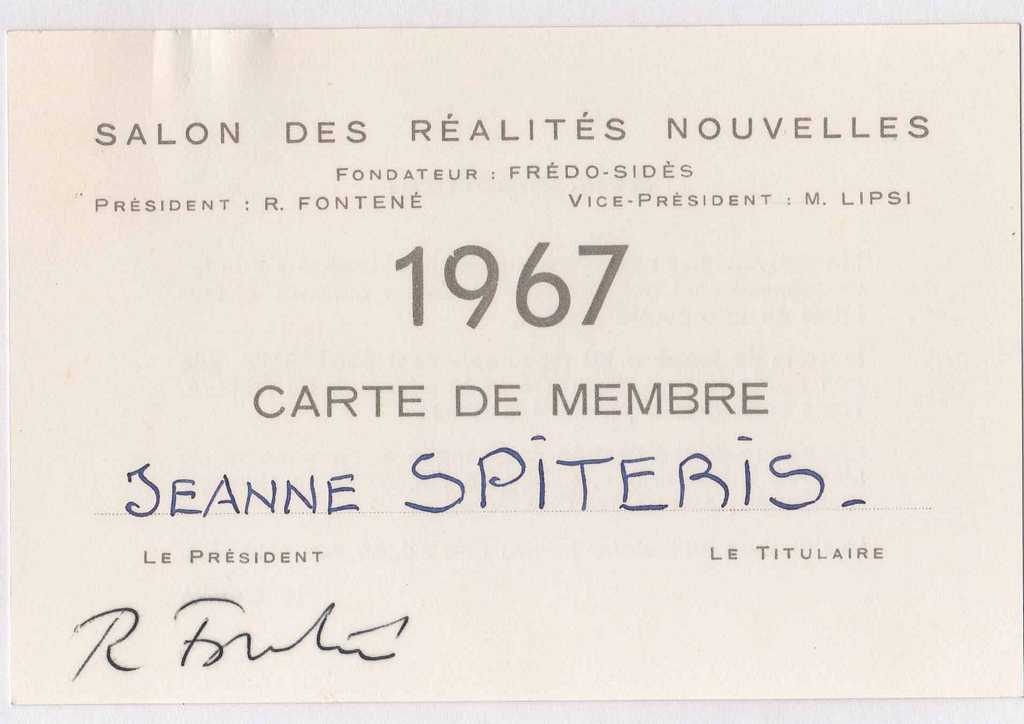 SALON DES RÉALITÉS NOUVELLES
FONDATEUR : FRÉDO-SIDÈS
PRÉSIDENT : R. FONTENÉ
VICE-PRÉSIDENT : M. LIPSI
1967
CARTE DE MEMBRE
JEANNE SPITERIS.
LE PRÉSIDENT
LE TITULAIRE
R Fontené